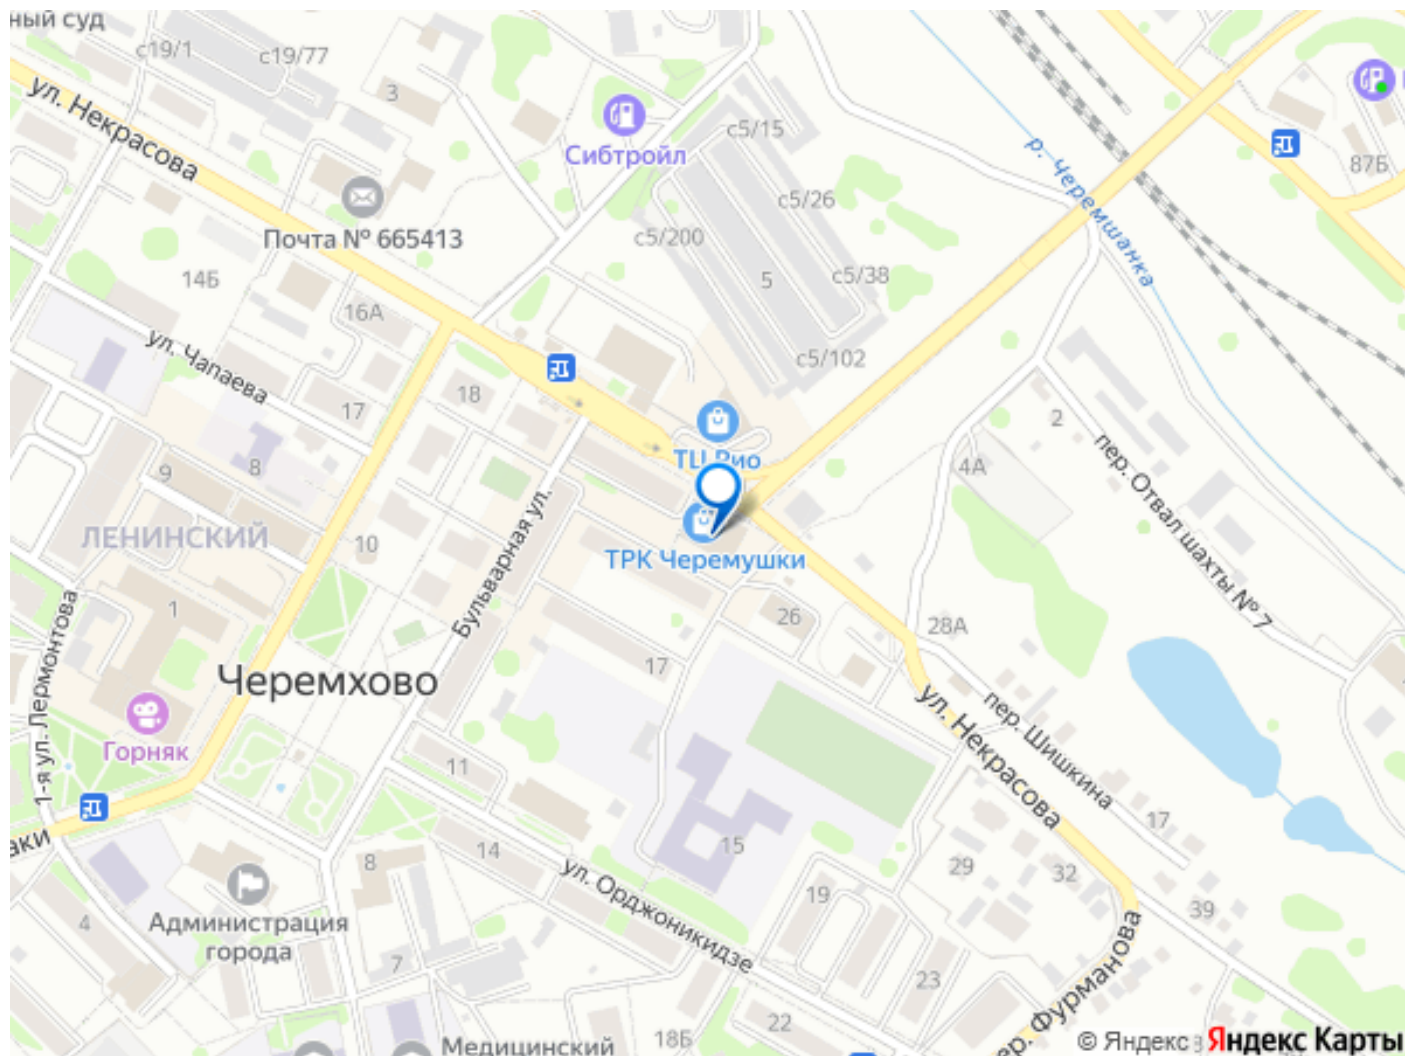 ный суд
с19/1
с19/77
3
ул. Некрасова
Сибтройл
с5/15
87Б
р. Черемшанка
с5/26
Почта № 665413
с5/200
14Б
5
с5/38
16А
ул. Чапаева
с5/102
18
17
2
ТЦ Рио
пер. Отвал шахты № 7
9
8
4А
ЛЕНИНСКИЙ
10
Бульварная ул.
ТРК Черемушки
1
26
28А
1-я ул. Лермонтова
17
Черемхово
ул. Некрасова
пер. Шишкина
Горняк
11
17
аки
15
14
8
29
32
ул. Орджоникидзе
19
39
4
Администрация
города
7
23
ер. Фурманова
22
18Б
Медицинский
© Яндекс
Яндекс Карты